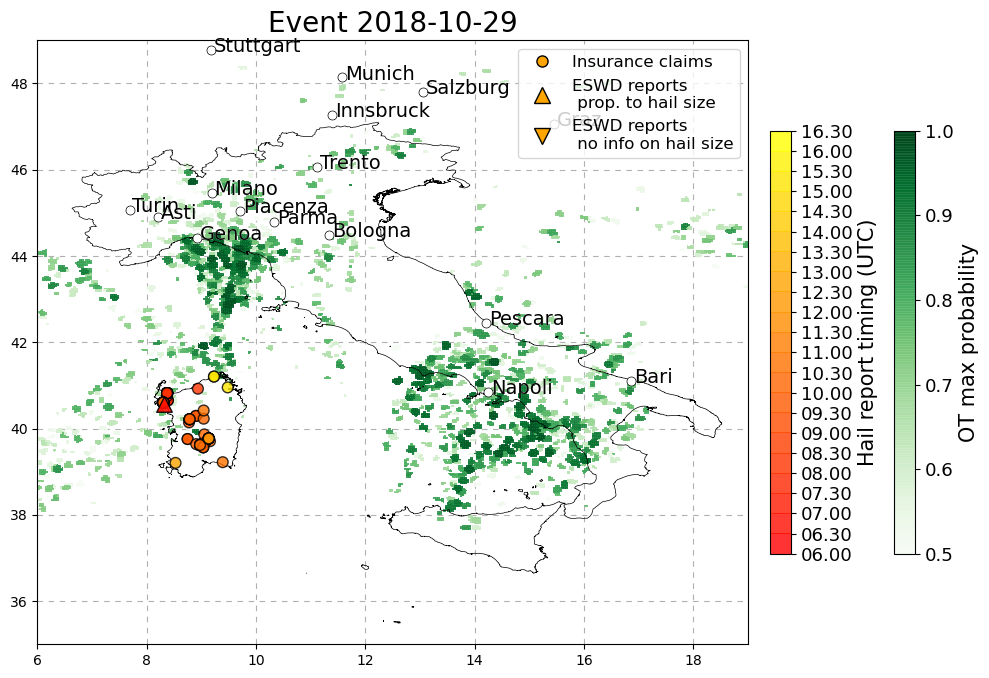 Event 2018-10-29
Stuttgart
Munich
Salzburg
Innsbruck
Graz
Trento
Milano
Turin
Asti
Piacenza
Parma
Genoa
Bologna
Pescara
Napoli
Bari
Insurance claims
ESWD reports
prop. to hail size
ESWD reports
no info on hail size
48
46
44
42
40
38
36
6
8
10
12
14
16
18
16.30
16.00
15.30
15.00
14.30
14.00
13.30
13.00
12.30
12.00
11.30
11.00
10.30
10.00
09.30
09.00
08.30
08.00
07.30
07.00
06.30
06.00
Hail report timing (UTC)
1.0
0.9
0.8
0.7
0.6
0.5
OT max probability